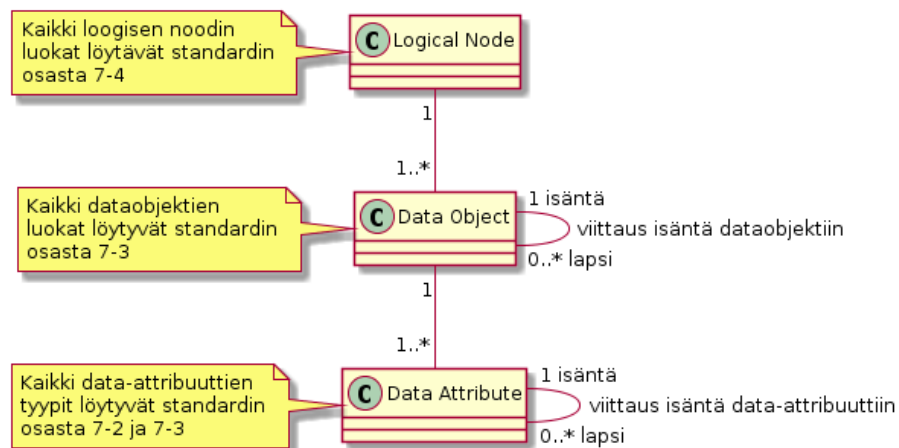 Kaikki loogisen noodin
luokat löytävät standardin
osasta 7-4
C Logical Node
1
1..*
Kaikki dataobjektien
luokat löytyvät standardin
osasta 7-3
C Data Object
1 isäntä
viittaus isäntä dataobjektiin
0..* lapsi
1
1..*
Kaikki data-attribuuttien
tyypit löytyvät standardin
osasta 7-2 ja 7-3
C Data Attribute
1 isäntä
viittaus isäntä data-attribuuttiin
0..* lapsi